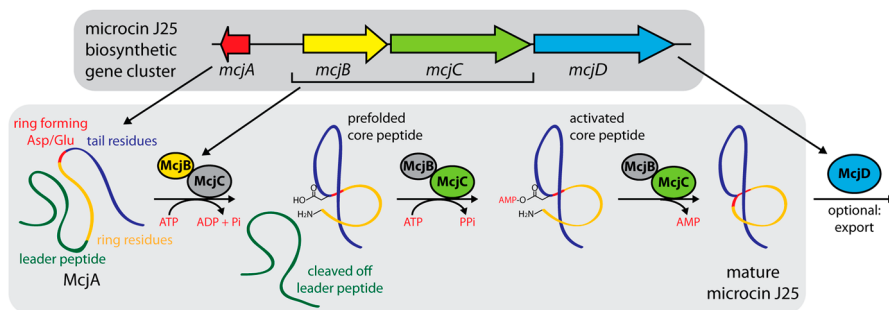 microcin J25
biosynthetic
gene cluster
mcjA
mcjB
mcjC
mcjD
ring forming
Asp/Glu
tail residues
leader peptide
ring residues
McjA
McjB
McjC
ATP
ADP + Pi
cleaved off
leader peptide
prefolded
core peptide
HO
O
H₂N
McjB
McjC
ATP
PPi
activated
core peptide
AMP-O
O
H₂N
McjB
McjC
AMP
mature
microcin J25
McjD
optional:
export